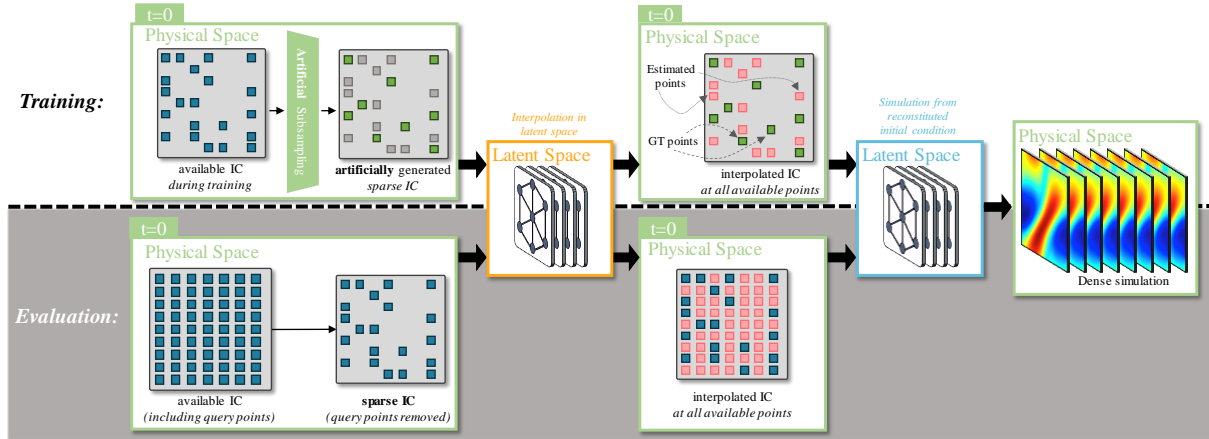 t=0
Physical Space
Artificial Subsampling
available IC
during training
artificially generated
sparse IC
Training:
Interpolation in
latent space
Latent Space
t=0
Physical Space
Estimated
points
GT points
interpolated IC
at all available points
Simulation from
reconstituted
initial condition
Latent Space
Physical Space
Dense simulation
Evaluation:
t=0
Physical Space
available IC
(including query points)
sparse IC
(query points removed)
t=0
Physical Space
interpolated IC
at all available points